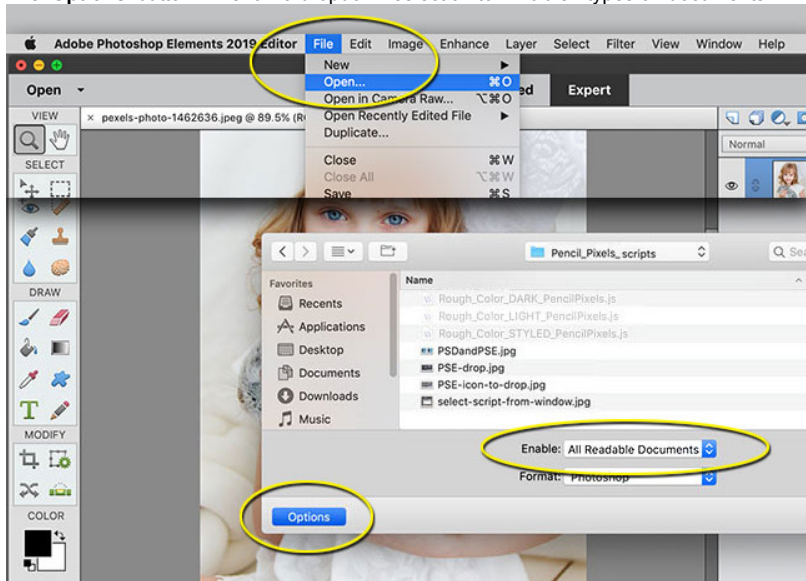 Adobe Photoshop Elements 2019 Editor File Edit Image Enhance Layer Select Filter View Window Help
New
Open... ⌘O
Open Expert
Open in Camera Raw... ⌥⌘O
VIEW × pexels-photo-1462636.jpeg @ 89.5% Open Recently Edited File
Duplicate...
Normal
SELECT
Close ⌘W
Close All ⌥⌘W
Save ⌘S
Pencil_Pixels_scripts
DRAW
Favorites Name
Recents Rough_Color_DARK_PencilPixels.js
Rough_Color_LIGHT_PencilPixels.js
Applications Rough_Color_STYLED_PencilPixels.js
Desktop PSDandPSE.jpg
Documents PSE-drop.jpg
PSE-icon-to-drop.jpg
Downloads select-script-from-window.jpg
Music
T
MODIFY
Enable: All Readable Documents
Format: Photoshop
COLOR
Options